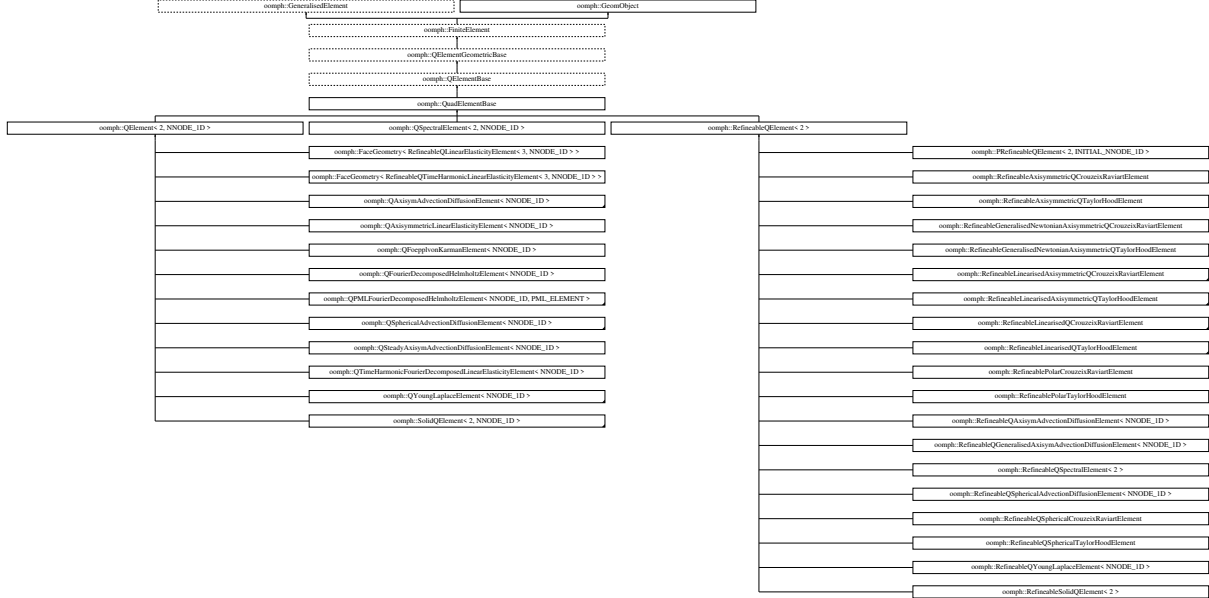 oomph::GeneralisedElement
oomph::GeomObject
oomph::FiniteElement
oomph::QElementGeometricBase
oomph::QElementBase
oomph::QuadElementBase
oomph::QElement< 2, NNODE_1D >
oomph::QSpectralElement< 2, NNODE_1D >
oomph::RefineableQElement< 2 >
oomph::FaceGeometry< RefineableQLinearElasticityElement< 3, NNODE_1D > >
oomph::FaceGeometry< RefineableQTimeHarmonicLinearElasticityElement< 3, NNODE_1D > >
oomph::QAxisymAdvectionDiffusionElement< NNODE_1D >
oomph::QAxisymmetricLinearElasticityElement< NNODE_1D >
oomph::QFoepplvonKarmanElement< NNODE_1D >
oomph::QFourierDecomposedHelmholtzElement< NNODE_1D >
oomph::QPMLFourierDecomposedHelmholtzElement< NNODE_1D, PML_ELEMENT >
oomph::QSphericalAdvectionDiffusionElement< NNODE_1D >
oomph::QSteadyAxisymAdvectionDiffusionElement< NNODE_1D >
oomph::QTimeHarmonicFourierDecomposedLinearElasticityElement< NNODE_1D >
oomph::QYoungLaplaceElement< NNODE_1D >
oomph::SolidQElement< 2, NNODE_1D >
oomph::PRefineableQElement< 2, INITIAL_NNODE_1D >
oomph::RefineableAxisymmetricQCrouzeixRaviartElement
oomph::RefineableAxisymmetricQTaylorHoodElement
oomph::RefineableGeneralisedNewtonianAxisymmetricQCrouzeixRaviartElement
oomph::RefineableGeneralisedNewtonianAxisymmetricQTaylorHoodElement
oomph::RefineableLinearisedAxisymmetricQCrouzeixRaviartElement
oomph::RefineableLinearisedAxisymmetricQTaylorHoodElement
oomph::RefineableLinearisedQCrouzeixRaviartElement
oomph::RefineableLinearisedQTaylorHoodElement
oomph::RefineablePolarCrouzeixRaviartElement
oomph::RefineablePolarTaylorHoodElement
oomph::RefineableQAxisymAdvectionDiffusionElement< NNODE_1D >
oomph::RefineableQGeneralisedAxisymAdvectionDiffusionElement< NNODE_1D >
oomph::RefineableQSpectralElement< 2 >
oomph::RefineableQSphericalAdvectionDiffusionElement< NNODE_1D >
oomph::RefineableQSphericalCrouzeixRaviartElement
oomph::RefineableQSphericalTaylorHoodElement
oomph::RefineableQYoungLaplaceElement< NNODE_1D >
oomph::RefineableSolidQElement< 2 >